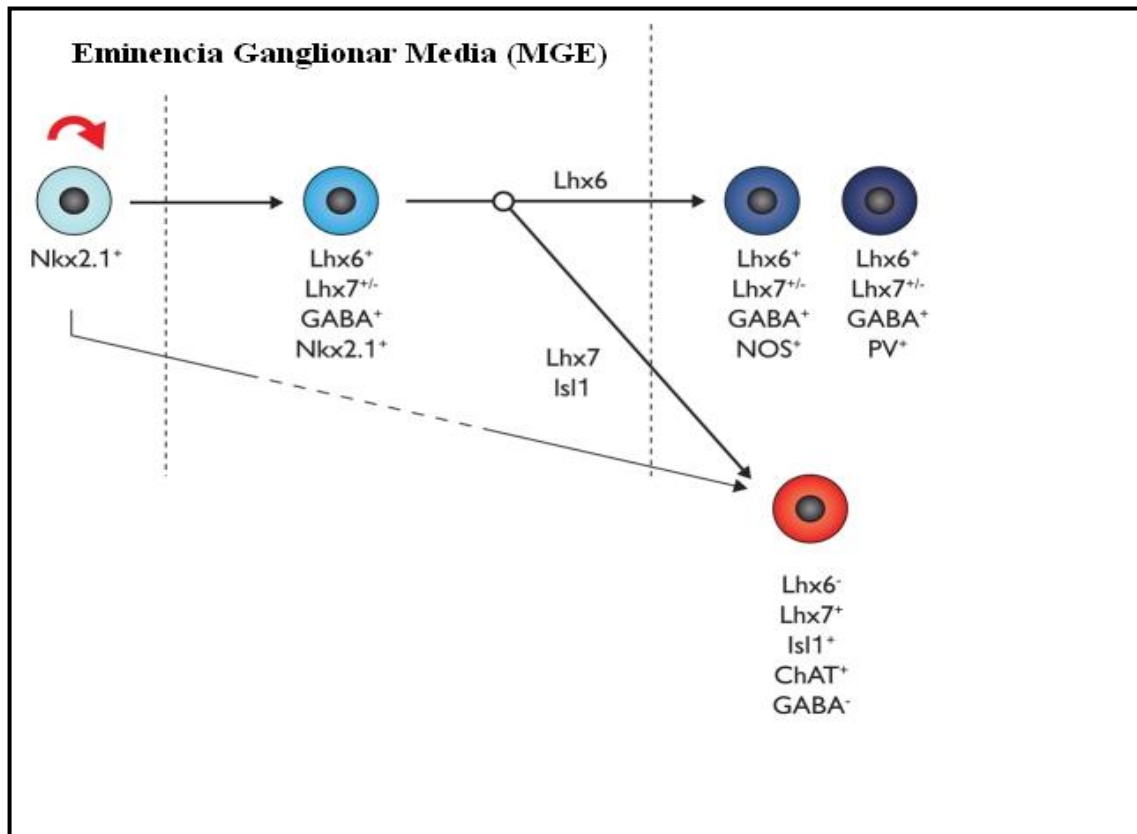 Eminencia Ganglionar Media (MGE)
Nkx2.1⁺
Lhx6⁺
Lhx7⁺/⁻
GABA⁺
Nkx2.1⁺
Lhx6
Lhx7
Isl1
Lhx6⁺
Lhx7⁺/⁻
GABA⁺
NOS⁺
Lhx6⁺
Lhx7⁺/⁻
GABA⁺
PV⁺
Lhx6⁻
Lhx7⁺
Isl1⁺
ChAT⁺
GABA⁻